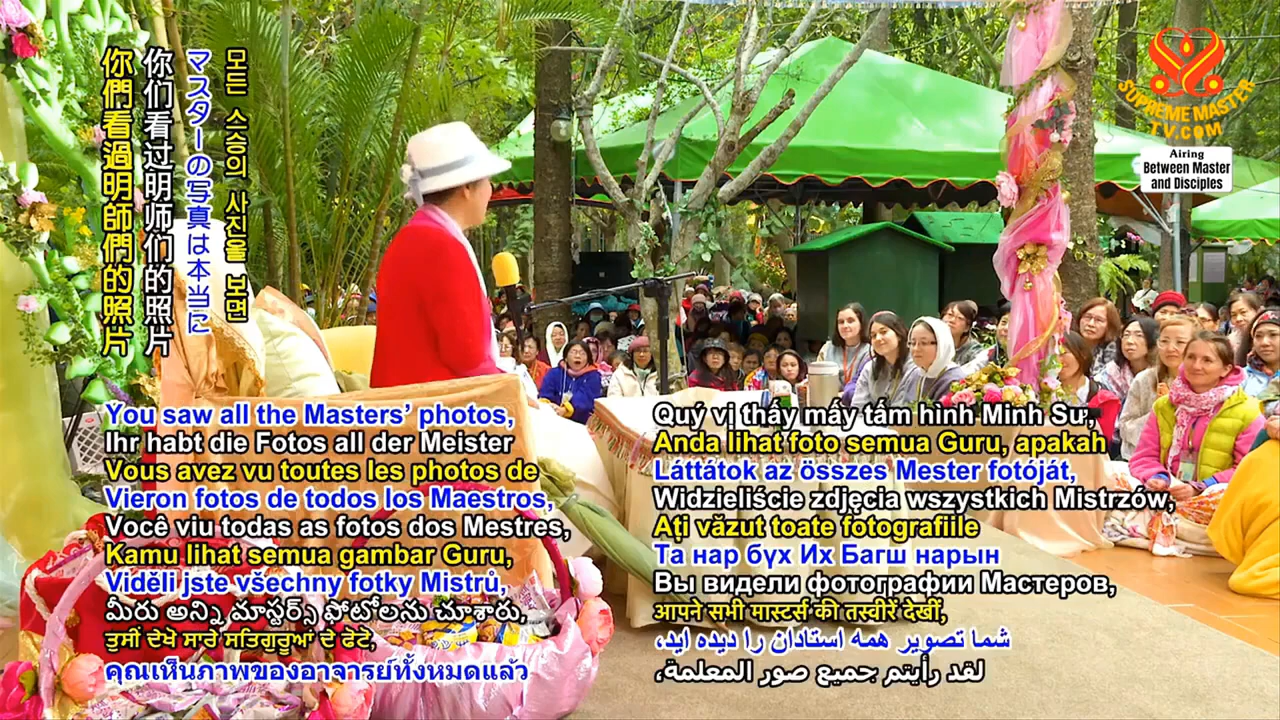 모든 스승의 사진을 보면
マスターの写真は本当に
你们看过明师们的照片
你們看過明師們的照片
SUPREME MASTER
TV.COM
Airing
Between Master
and Disciples
You saw all the Masters’ photos,
Ihr habt die Fotos all der Meister
Vous avez vu toutes les photos de
Vieron fotos de todos los Maestros,
Você viu todas as fotos dos Mestres,
Kamu lihat semua gambar Guru,
Viděli jste všechny fotky Mistrů,
మీరు అన్ని మాస్టర్స్ ఫోటోలను చూశారు,
ਤੁਸੀਂ ਦੇਖੇ ਸਾਰੇ ਸਤਿਗੁਰੂਆਂ ਦੇ ਫੋਟੋ,
คุณเห็นภาพของอาจารย์ทั้งหมดแล้ว
Quý vị thấy mấy tấm hình Minh Sư,
Anda lihat foto semua Guru, apakah
Láttátok az összes Mester fotóját,
Widzieliście zdjęcia wszystkich Mistrzów,
Ați văzut toate fotografiile
Та нар бүх Их Багш нарын
Вы видели фотографии Мастеров,
आपने सभी मास्टर्स की तस्वीरें देखीं,
شما تصویر همه استادان را دیده اید،
لقد رأيتم جميع صور المعلمة،